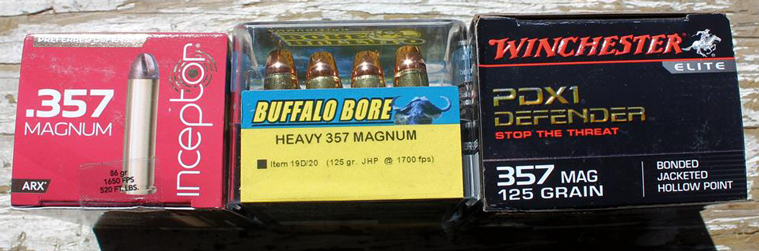 PREFERRED DEFENSE
.357
MAGNUM
inceptor
ARX
86 gr
1650 FPS
520 FT. LBS.
BUFFALO BORE
HEAVY 357 MAGNUM
Item 19D/20 (125 gr. JHP @ 1700 fps)
WINCHESTER
ELITE
PDX1
DEFENDER
STOP THE THREAT
357 MAG
125 GRAIN
BONDED
JACKETED
HOLLOW POINT